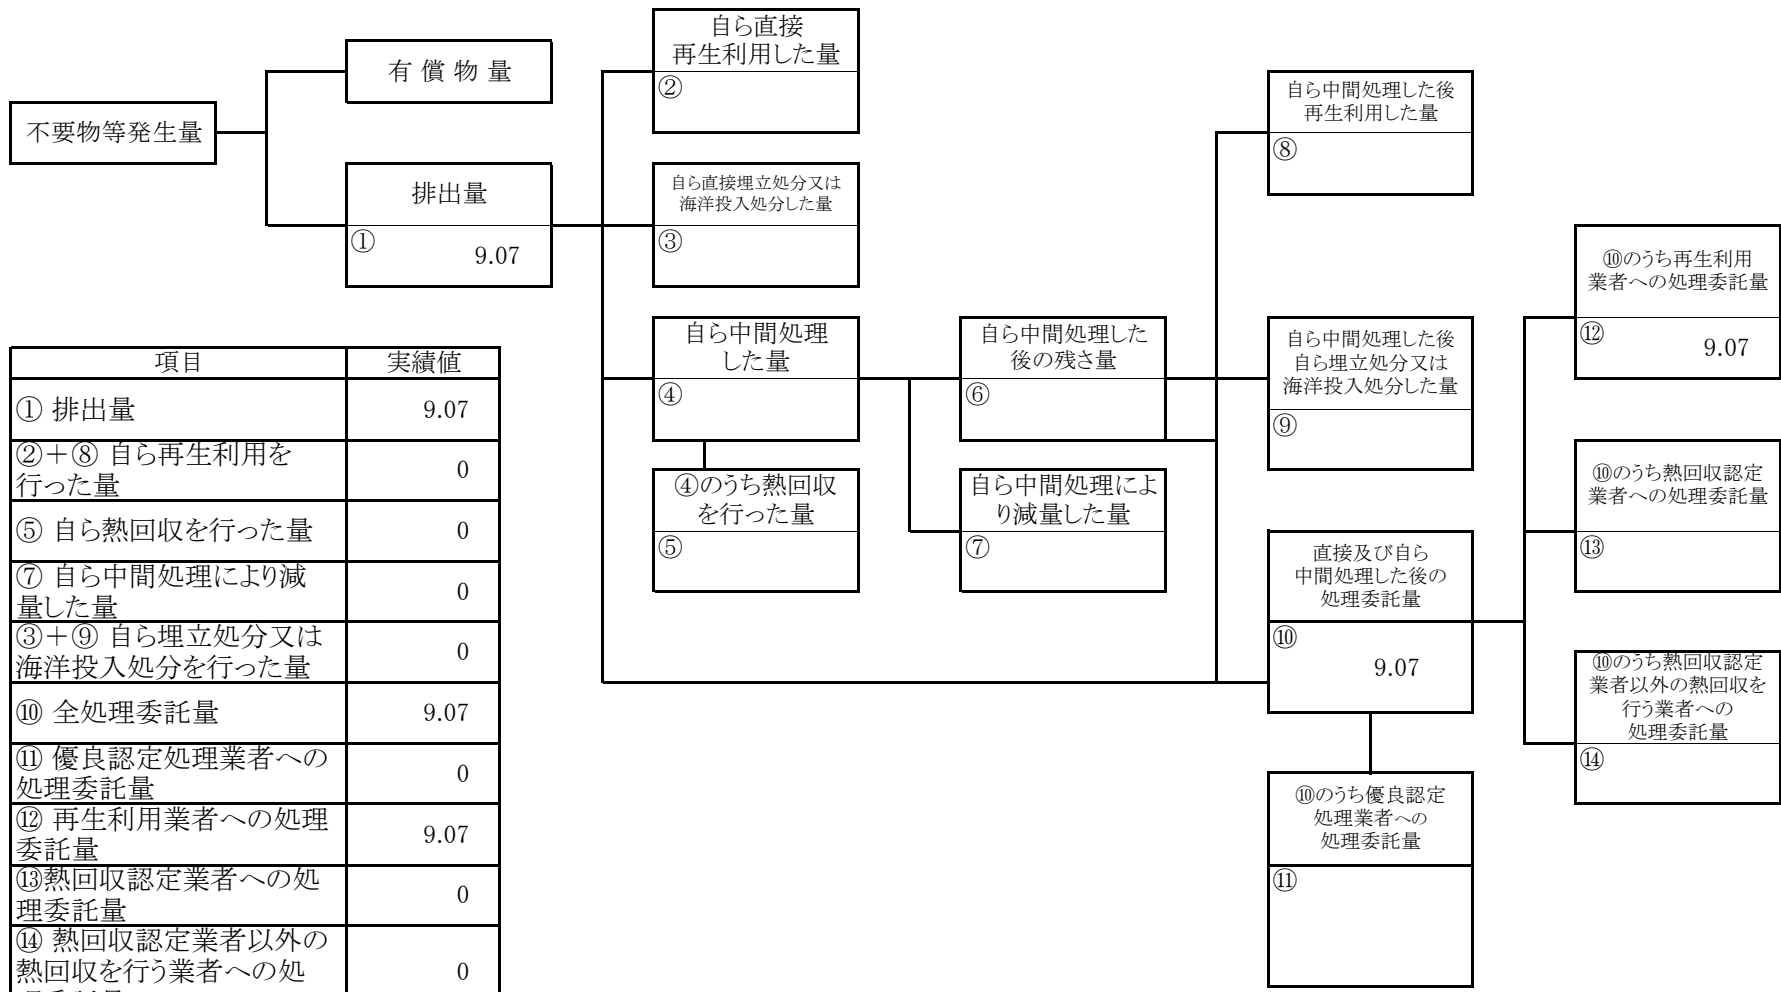 不要物等発生量
有償物量
排出量
①
9.07
自ら直接
再生利用した量
②
自ら直接埋立処分又は
海洋投入処分した量
③
自ら中間処理
した量
④
④のうち熱回収
を行った量
⑤
自ら中間処理した
後の残さ量
⑥
自ら中間処理によ
り減量した量
⑦
自ら中間処理した後
再生利用した量
⑧
自ら中間処理した後
自ら埋立処分又は
海洋投入処分した量
⑨
直接及び自ら
中間処理した後の
処理委託量
⑩
9.07
⑩のうち優良認定
処理業者への
処理委託量
⑪
⑩のうち再生利用
業者への処理委託量
⑫
9.07
⑩のうち熱回収認定
業者への処理委託量
⑬
⑩のうち熱回収認定
業者以外の熱回収を
行う業者への
処理委託量
⑭
項目 実績値
① 排出量 9.07
②+⑧ 自ら再生利用を
行った量 0
⑤ 自ら熱回収を行った量 0
⑦ 自ら中間処理により減
量した量 0
③+⑨ 自ら埋立処分又は
海洋投入処分を行った量 0
⑩ 全処理委託量 9.07
⑪ 優良認定処理業者への
処理委託量 0
⑫ 再生利用業者への処理
委託量 9.07
⑬熱回収認定業者への処
理委託量 0
⑭ 熱回収認定業者以外の
熱回収を行う業者への処 0